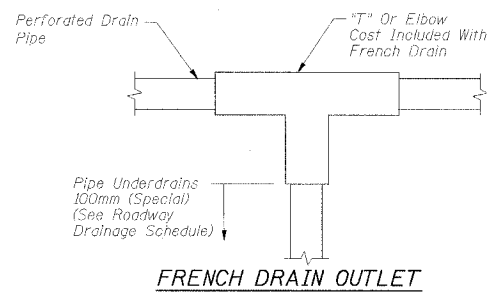 Perforated Drain
Pipe
"T" Or Elbow
Cost Included With
French Drain
Pipe Underdrains
100mm (Special)
(See Roadway
Drainage Schedule)
FRENCH DRAIN OUTLET